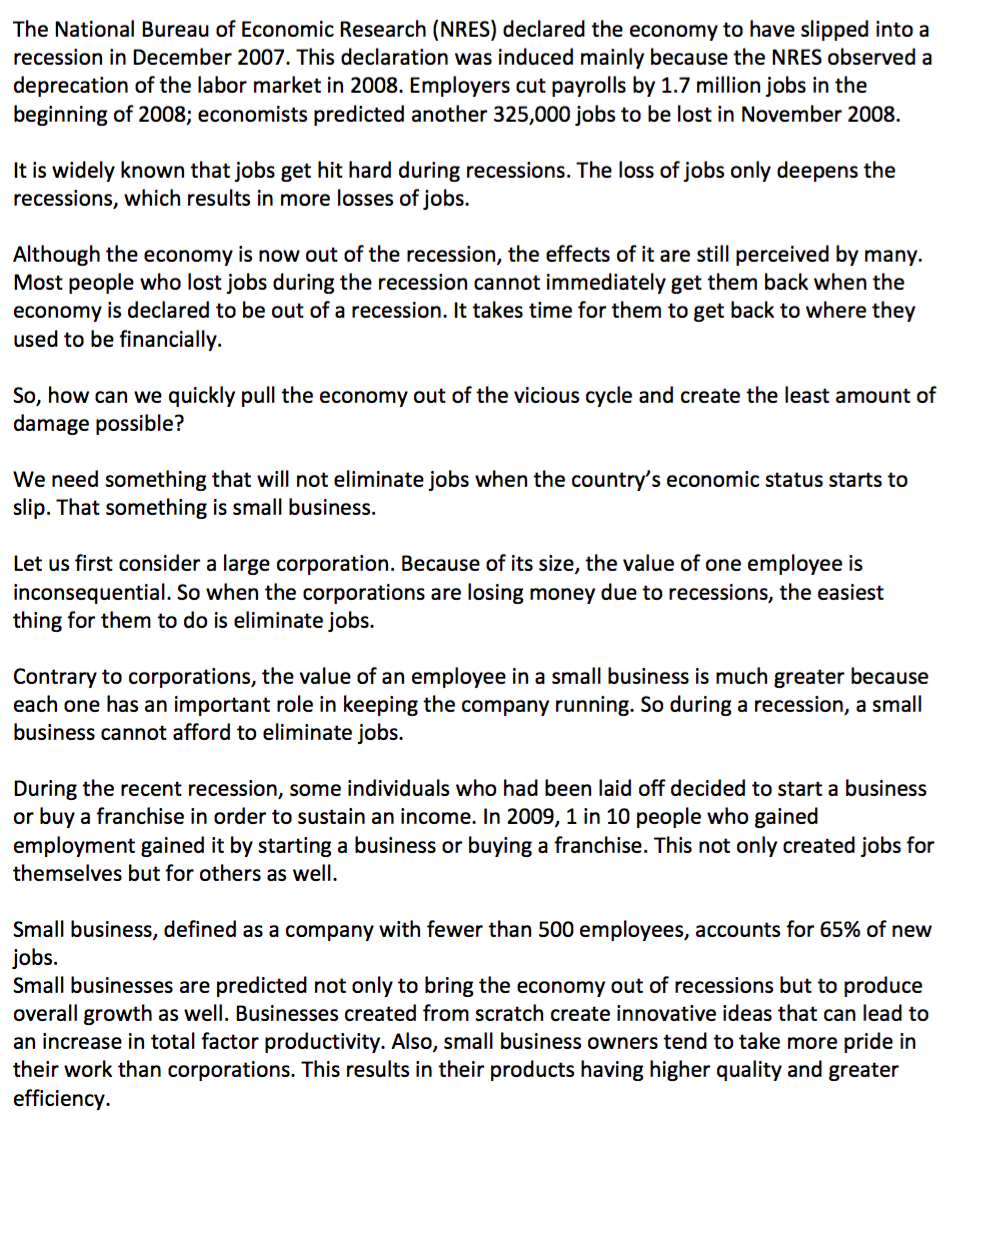 The National Bureau of Economic Research (NRES) declared the economy to have slipped into a
recession in December 2007. This declaration was induced mainly because the NRES observed a
deprecation of the labor market in 2008. Employers cut payrolls by 1.7 million jobs in the
beginning of 2008; economists predicted another 325,000 jobs to be lost in November 2008.
It is widely known that jobs get hit hard during recessions. The loss of jobs only deepens the
recessions, which results in more losses of jobs.
Although the economy is now out of the recession, the effects of it are still perceived by many.
Most people who lost jobs during the recession cannot immediately get them back when the
economy is declared to be out of a recession. It takes time for them to get back to where they
used to be financially.
So, how can we quickly pull the economy out of the vicious cycle and create the least amount of
damage possible?
We need something that will not eliminate jobs when the country’s economic status starts to
slip. That something is small business.
Let us first consider a large corporation. Because of its size, the value of one employee is
inconsequential. So when the corporations are losing money due to recessions, the easiest
thing for them to do is eliminate jobs.
Contrary to corporations, the value of an employee in a small business is much greater because
each one has an important role in keeping the company running. So during a recession, a small
business cannot afford to eliminate jobs.
During the recent recession, some individuals who had been laid off decided to start a business
or buy a franchise in order to sustain an income. In 2009, 1 in 10 people who gained
employment gained it by starting a business or buying a franchise. This not only created jobs for
themselves but for others as well.
Small business, defined as a company with fewer than 500 employees, accounts for 65% of new
jobs.
Small businesses are predicted not only to bring the economy out of recessions but to produce
overall growth as well. Businesses created from scratch create innovative ideas that can lead to
an increase in total factor productivity. Also, small business owners tend to take more pride in
their work than corporations. This results in their products having higher quality and greater
efficiency.